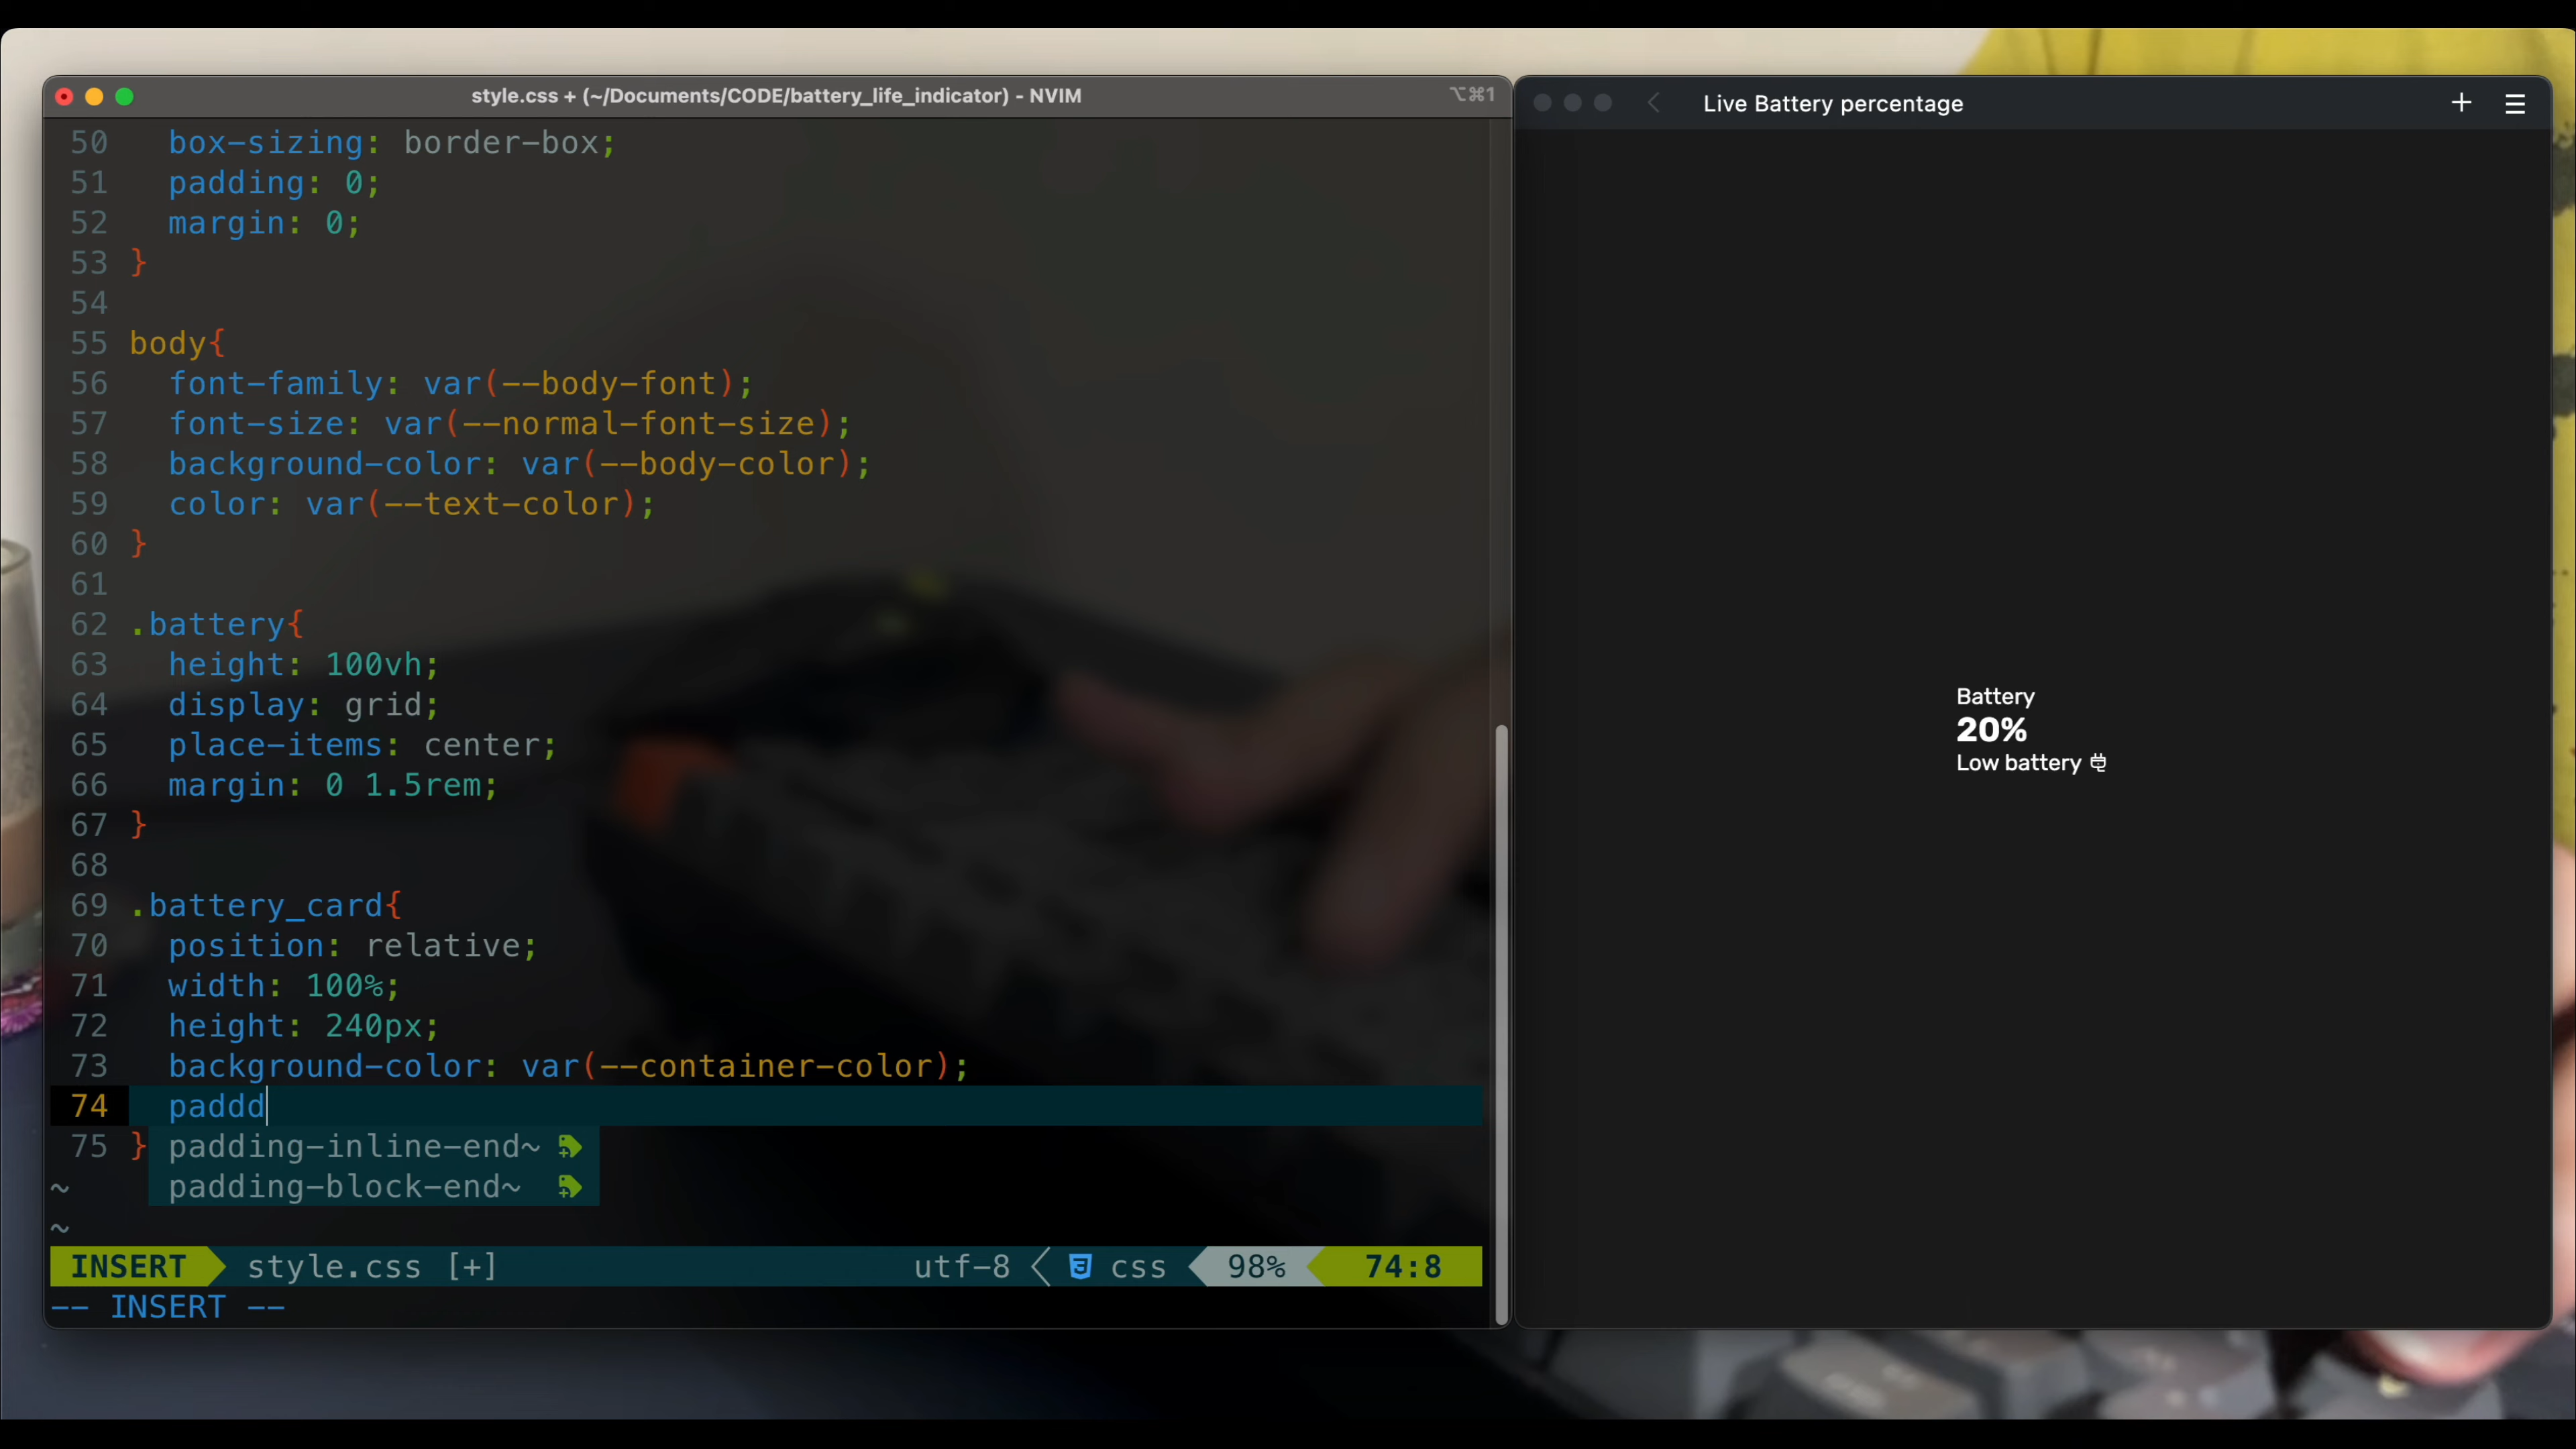 style.css + (~/Documents/CODE/battery_life_indicator) - NVIM
⌥⌘1
50 box-sizing: border-box;
51 padding: 0;
52 margin: 0;
53 }
54
55 body{
56 font-family: var(--body-font);
57 font-size: var(--normal-font-size);
58 background-color: var(--body-color);
59 color: var(--text-color);
60 }
61
62 .battery{
63 height: 100vh;
64 display: grid;
65 place-items: center;
66 margin: 0 1.5rem;
67 }
68
69 .battery_card{
70 position: relative;
71 width: 100%;
72 height: 240px;
73 background-color: var(--container-color);
74 paddd
75 } padding-inline-end~
~ padding-block-end~
~
INSERT style.css [+] utf-8 css 98% 74:8
-- INSERT --
Live Battery percentage
Battery
20%
Low battery